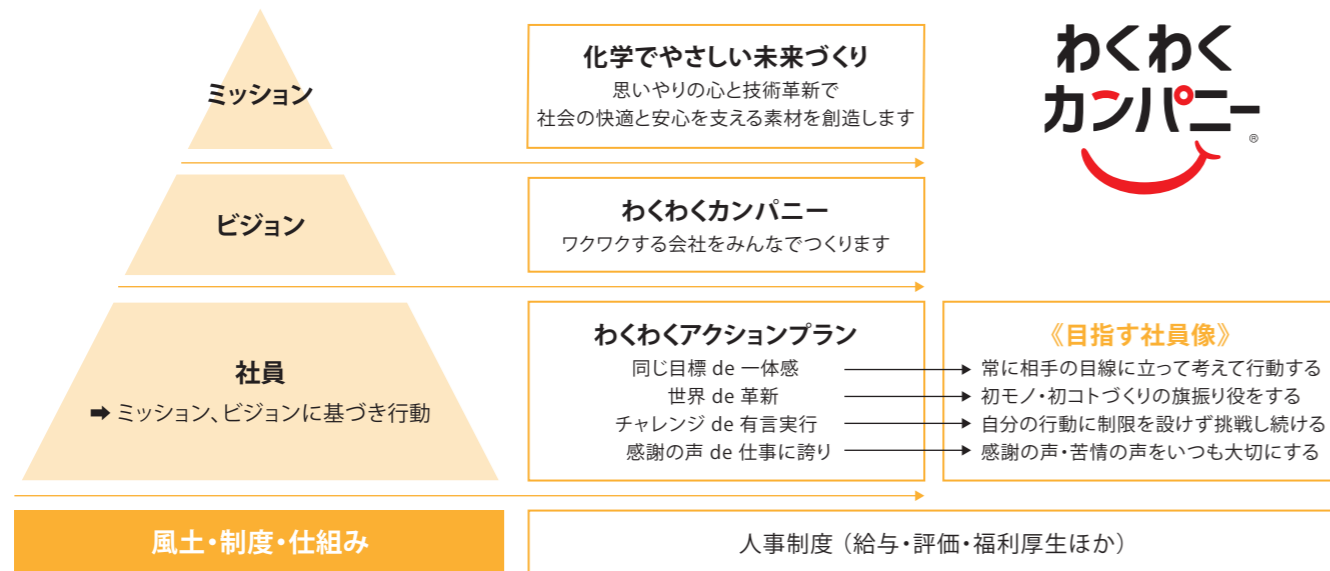 ミッション
化学でやさしい未来づくり
思いやりの心と技術革新で
社会の快適と安心を支える素材を創造します
わくわく
カンパニー
®
ビジョン
わくわくカンパニー
ワクワクする会社をみんなでつくります
社員
➡ ミッション、ビジョンに基づき行動
わくわくアクションプラン
同じ目標 de 一体感
世界 de 革新
チャレンジ de 有言実行
感謝の声 de 仕事に誇り
《目指す社員像》
常に相手の目線に立って考えて行動する
初モノ・初コトづくりの旗振り役をする
自分の行動に制限を設けず挑戦し続ける
感謝の声・苦情の声をいつも大切にする
風土・制度・仕組み
人事制度（給与・評価・福利厚生ほか）